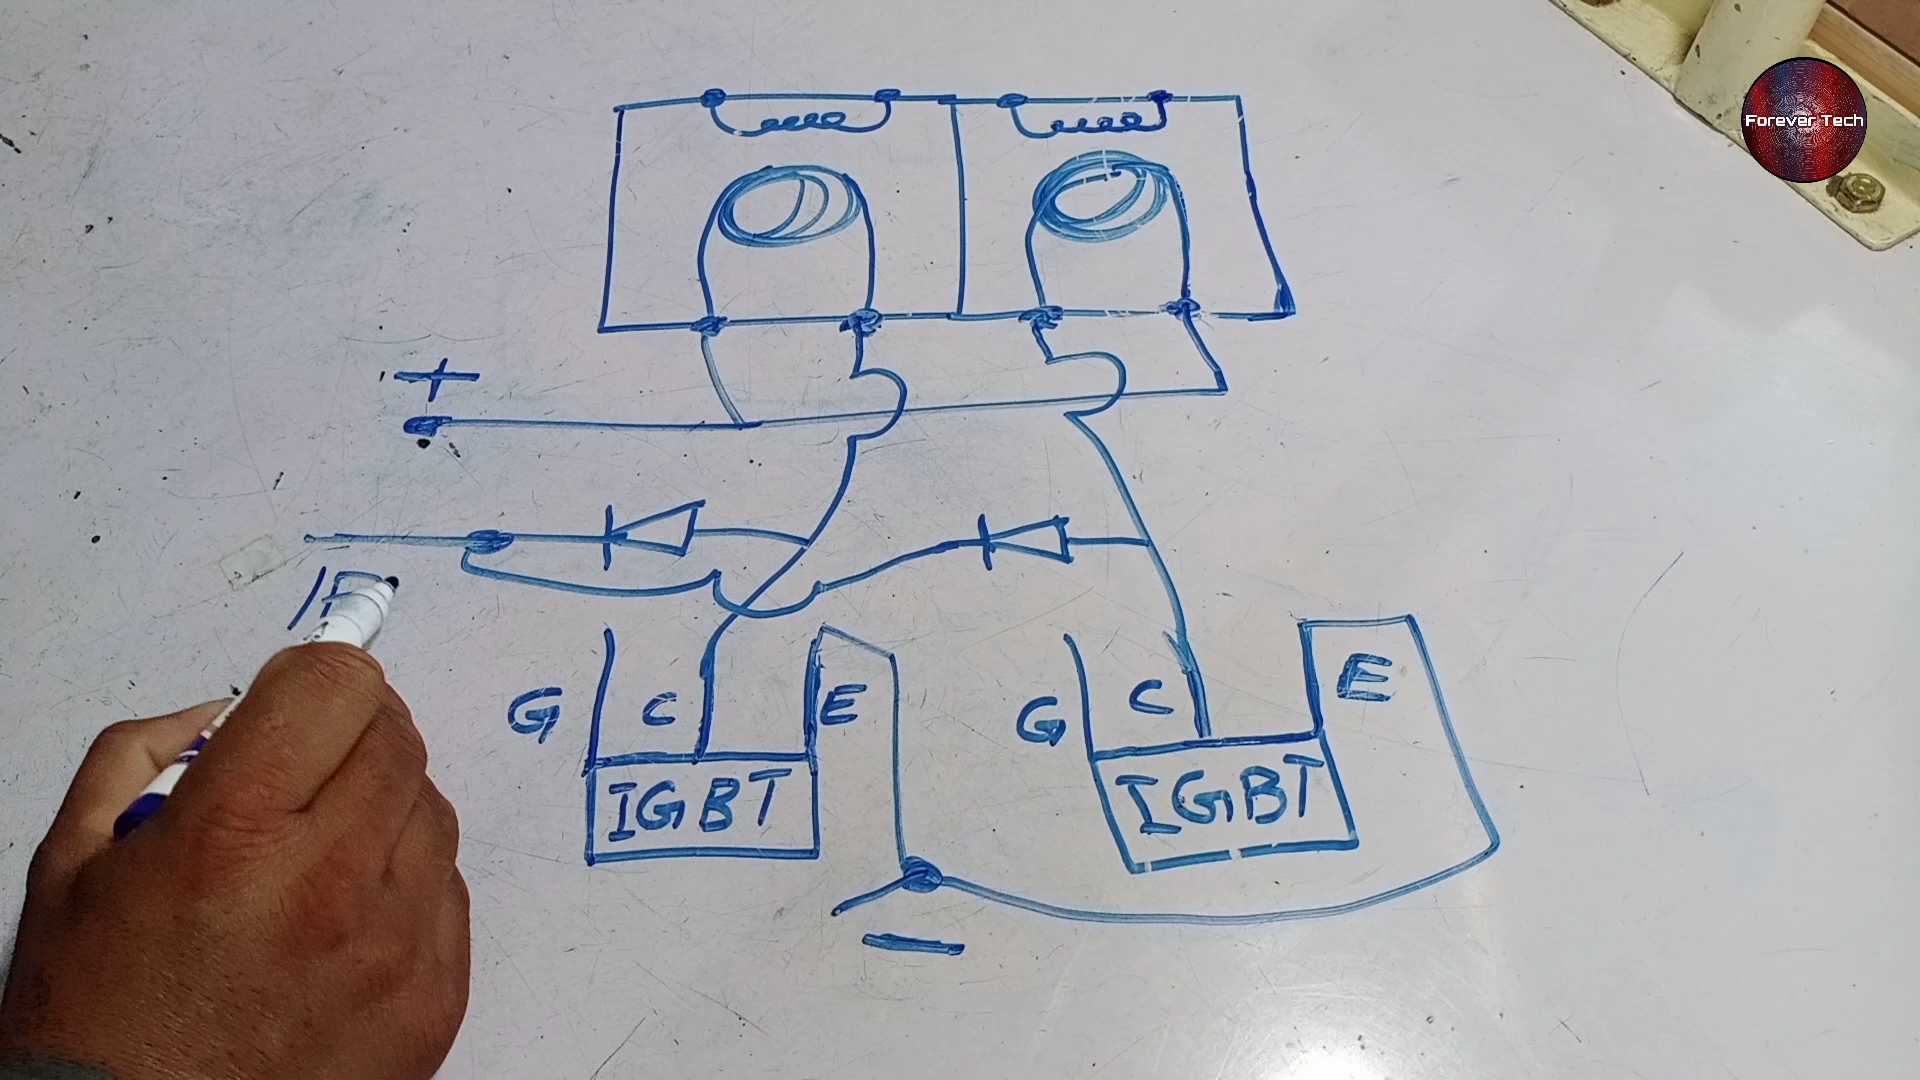 Forever Tech
+
G C E G C E
IGBT IGBT
—